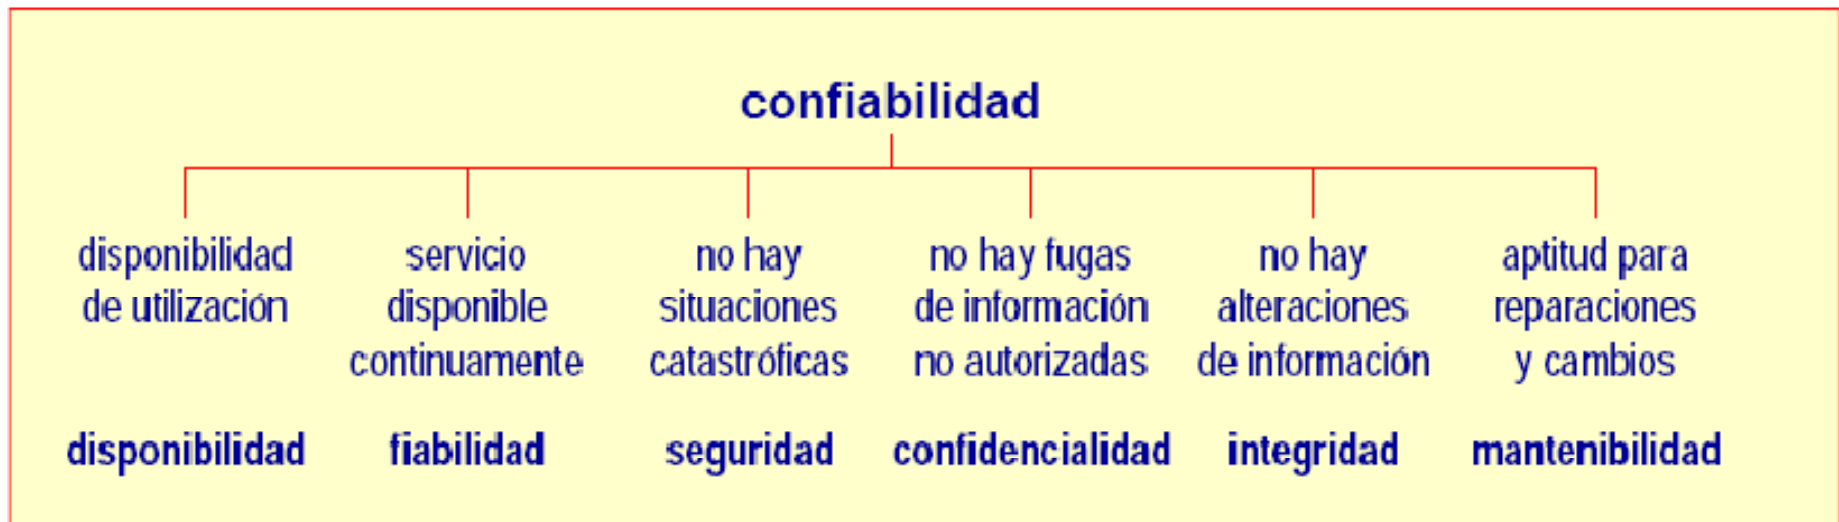 confiabilidad
disponibilidad
de utilización
servicio
disponible
continuamente
no hay
situaciones
catastróficas
no hay fugas
de información
no autorizadas
no hay
alteraciones
de información
aptitud para
reparaciones
y cambios
disponibilidad
fiabilidad
seguridad
confidencialidad
integridad
mantenibilidad